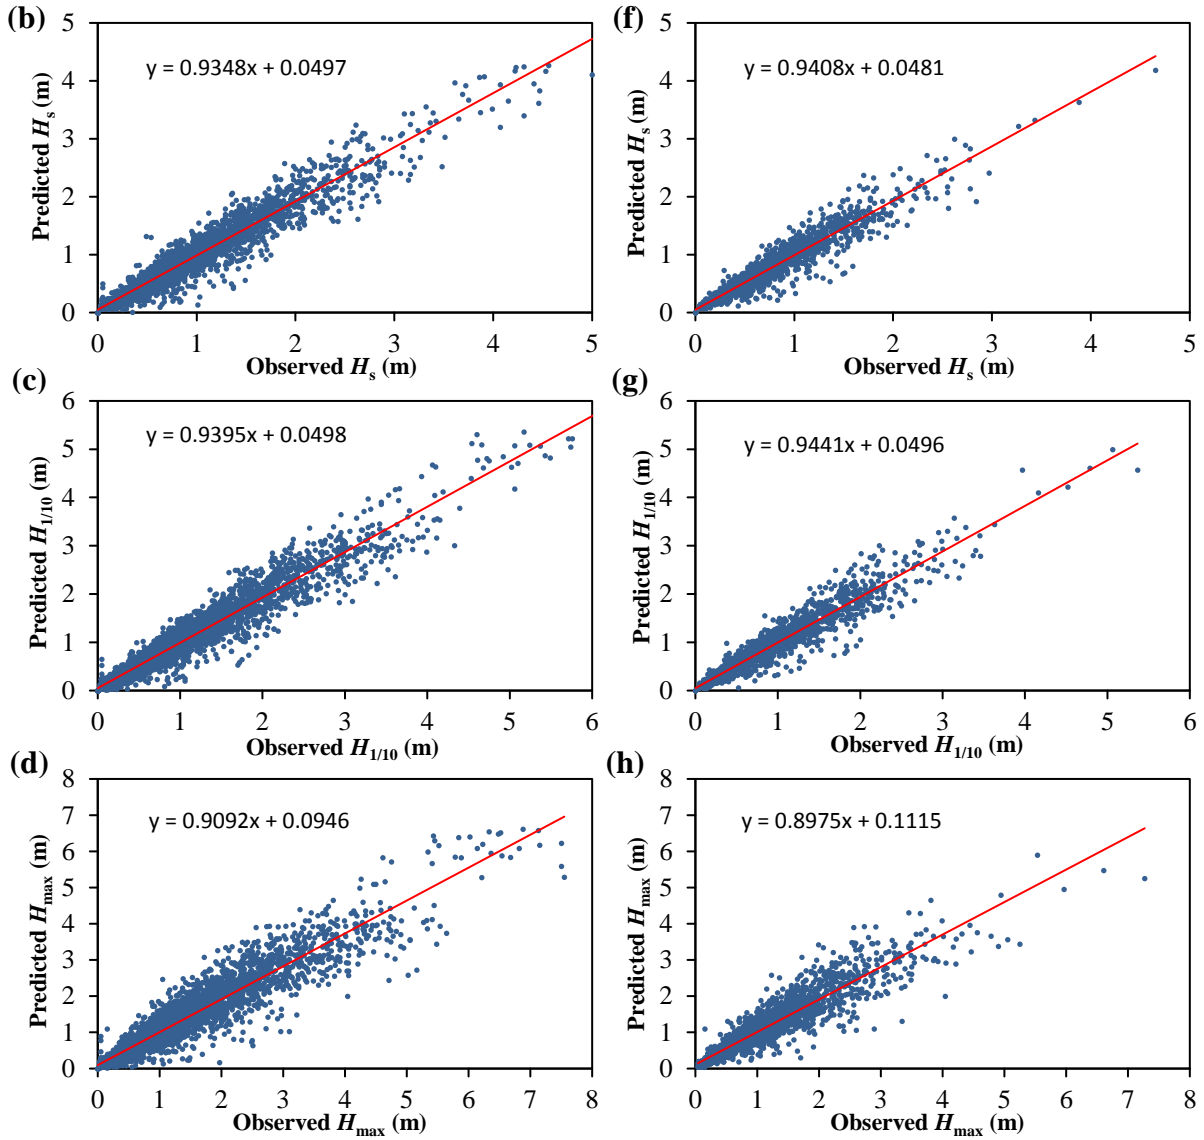 (b)
5
4
3
2
1
0
Predicted Hs (m)
y = 0.9348x + 0.0497
0 1 2 3 4 5
Observed Hs (m)
(f)
5
4
3
2
1
0
Predicted Hs (m)
y = 0.9408x + 0.0481
0 1 2 3 4 5
Observed Hs (m)
(c)
6
5
4
3
2
1
0
Predicted H1/10 (m)
y = 0.9395x + 0.0498
0 1 2 3 4 5 6
Observed H1/10 (m)
(g)
6
5
4
3
2
1
0
Predicted H1/10 (m)
y = 0.9441x + 0.0496
0 1 2 3 4 5 6
Observed H1/10 (m)
(d)
8
7
6
5
4
3
2
1
0
Predicted Hmax (m)
y = 0.9092x + 0.0946
0 1 2 3 4 5 6 7 8
Observed Hmax (m)
(h)
8
7
6
5
4
3
2
1
0
Predicted Hmax (m)
y = 0.8975x + 0.1115
0 1 2 3 4 5 6 7 8
Observed Hmax (m)